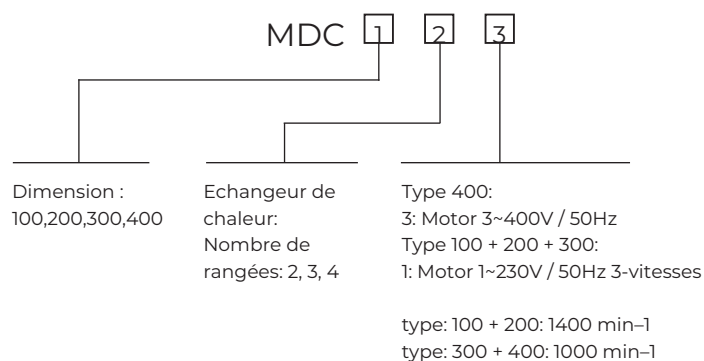 MDC 1 2 3
Dimension :
100,200,300,400
Echangeur de
chaleur:
Nombre de
rangées: 2, 3, 4
Type 400:
3: Motor 3~400V / 50Hz
Type 100 + 200 + 300:
1: Motor 1~230V / 50Hz 3-vitesses
type: 100 + 200: 1400 min–1
type: 300 + 400: 1000 min–1